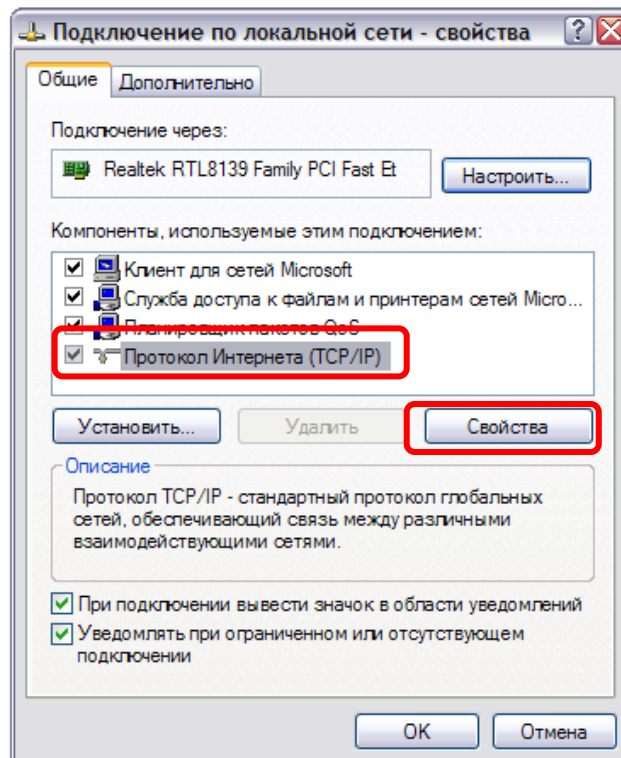 Подключение по локальной сети - свойства
Общие
Дополнительно
Подключение через:
Realtek RTL8139 Family PCI Fast Et
Настроить...
Компоненты, используемые этим подключением:
Клиент для сетей Microsoft
Служба доступа к файлам и принтерам сетей Micro...
Планировщик пакетов QoS
Протокол Интернета (TCP/IP)
Установить...
Удалить
Свойства
Описание
Протокол TCP/IP - стандартный протокол глобальных
сетей, обеспечивающий связь между различными
взаимодействующими сетями.
При подключении вывести значок в области уведомлений
Уведомлять при ограниченном или отсутствующем
подключении
OK
Отмена